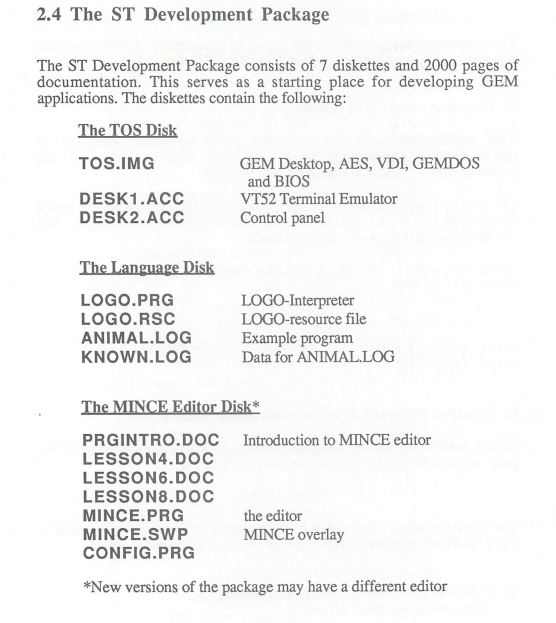 2.4 The ST Development Package
The ST Development Package consists of 7 diskettes and 2000 pages of
documentation. This serves as a starting place for developing GEM
applications. The diskettes contain the following:
The TOS Disk
TOS.IMG GEM Desktop, AES, VDI, GEMDOS
and BIOS
DESK1.ACC VT52 Terminal Emulator
DESK2.ACC Control panel
The Language Disk
LOGO.PRG LOGO-Interpreter
LOGO.RSC LOGO-resource file
ANIMAL.LOG Example program
KNOWN.LOG Data for ANIMAL.LOG
The MINCE Editor Disk*
PRGINTRO.DOC Introduction to MINCE editor
LESSON4.DOC
LESSON6.DOC
LESSON8.DOC
MINCE.PRG the editor
MINCE.SWP MINCE overlay
CONFIG.PRG
*New versions of the package may have a different editor